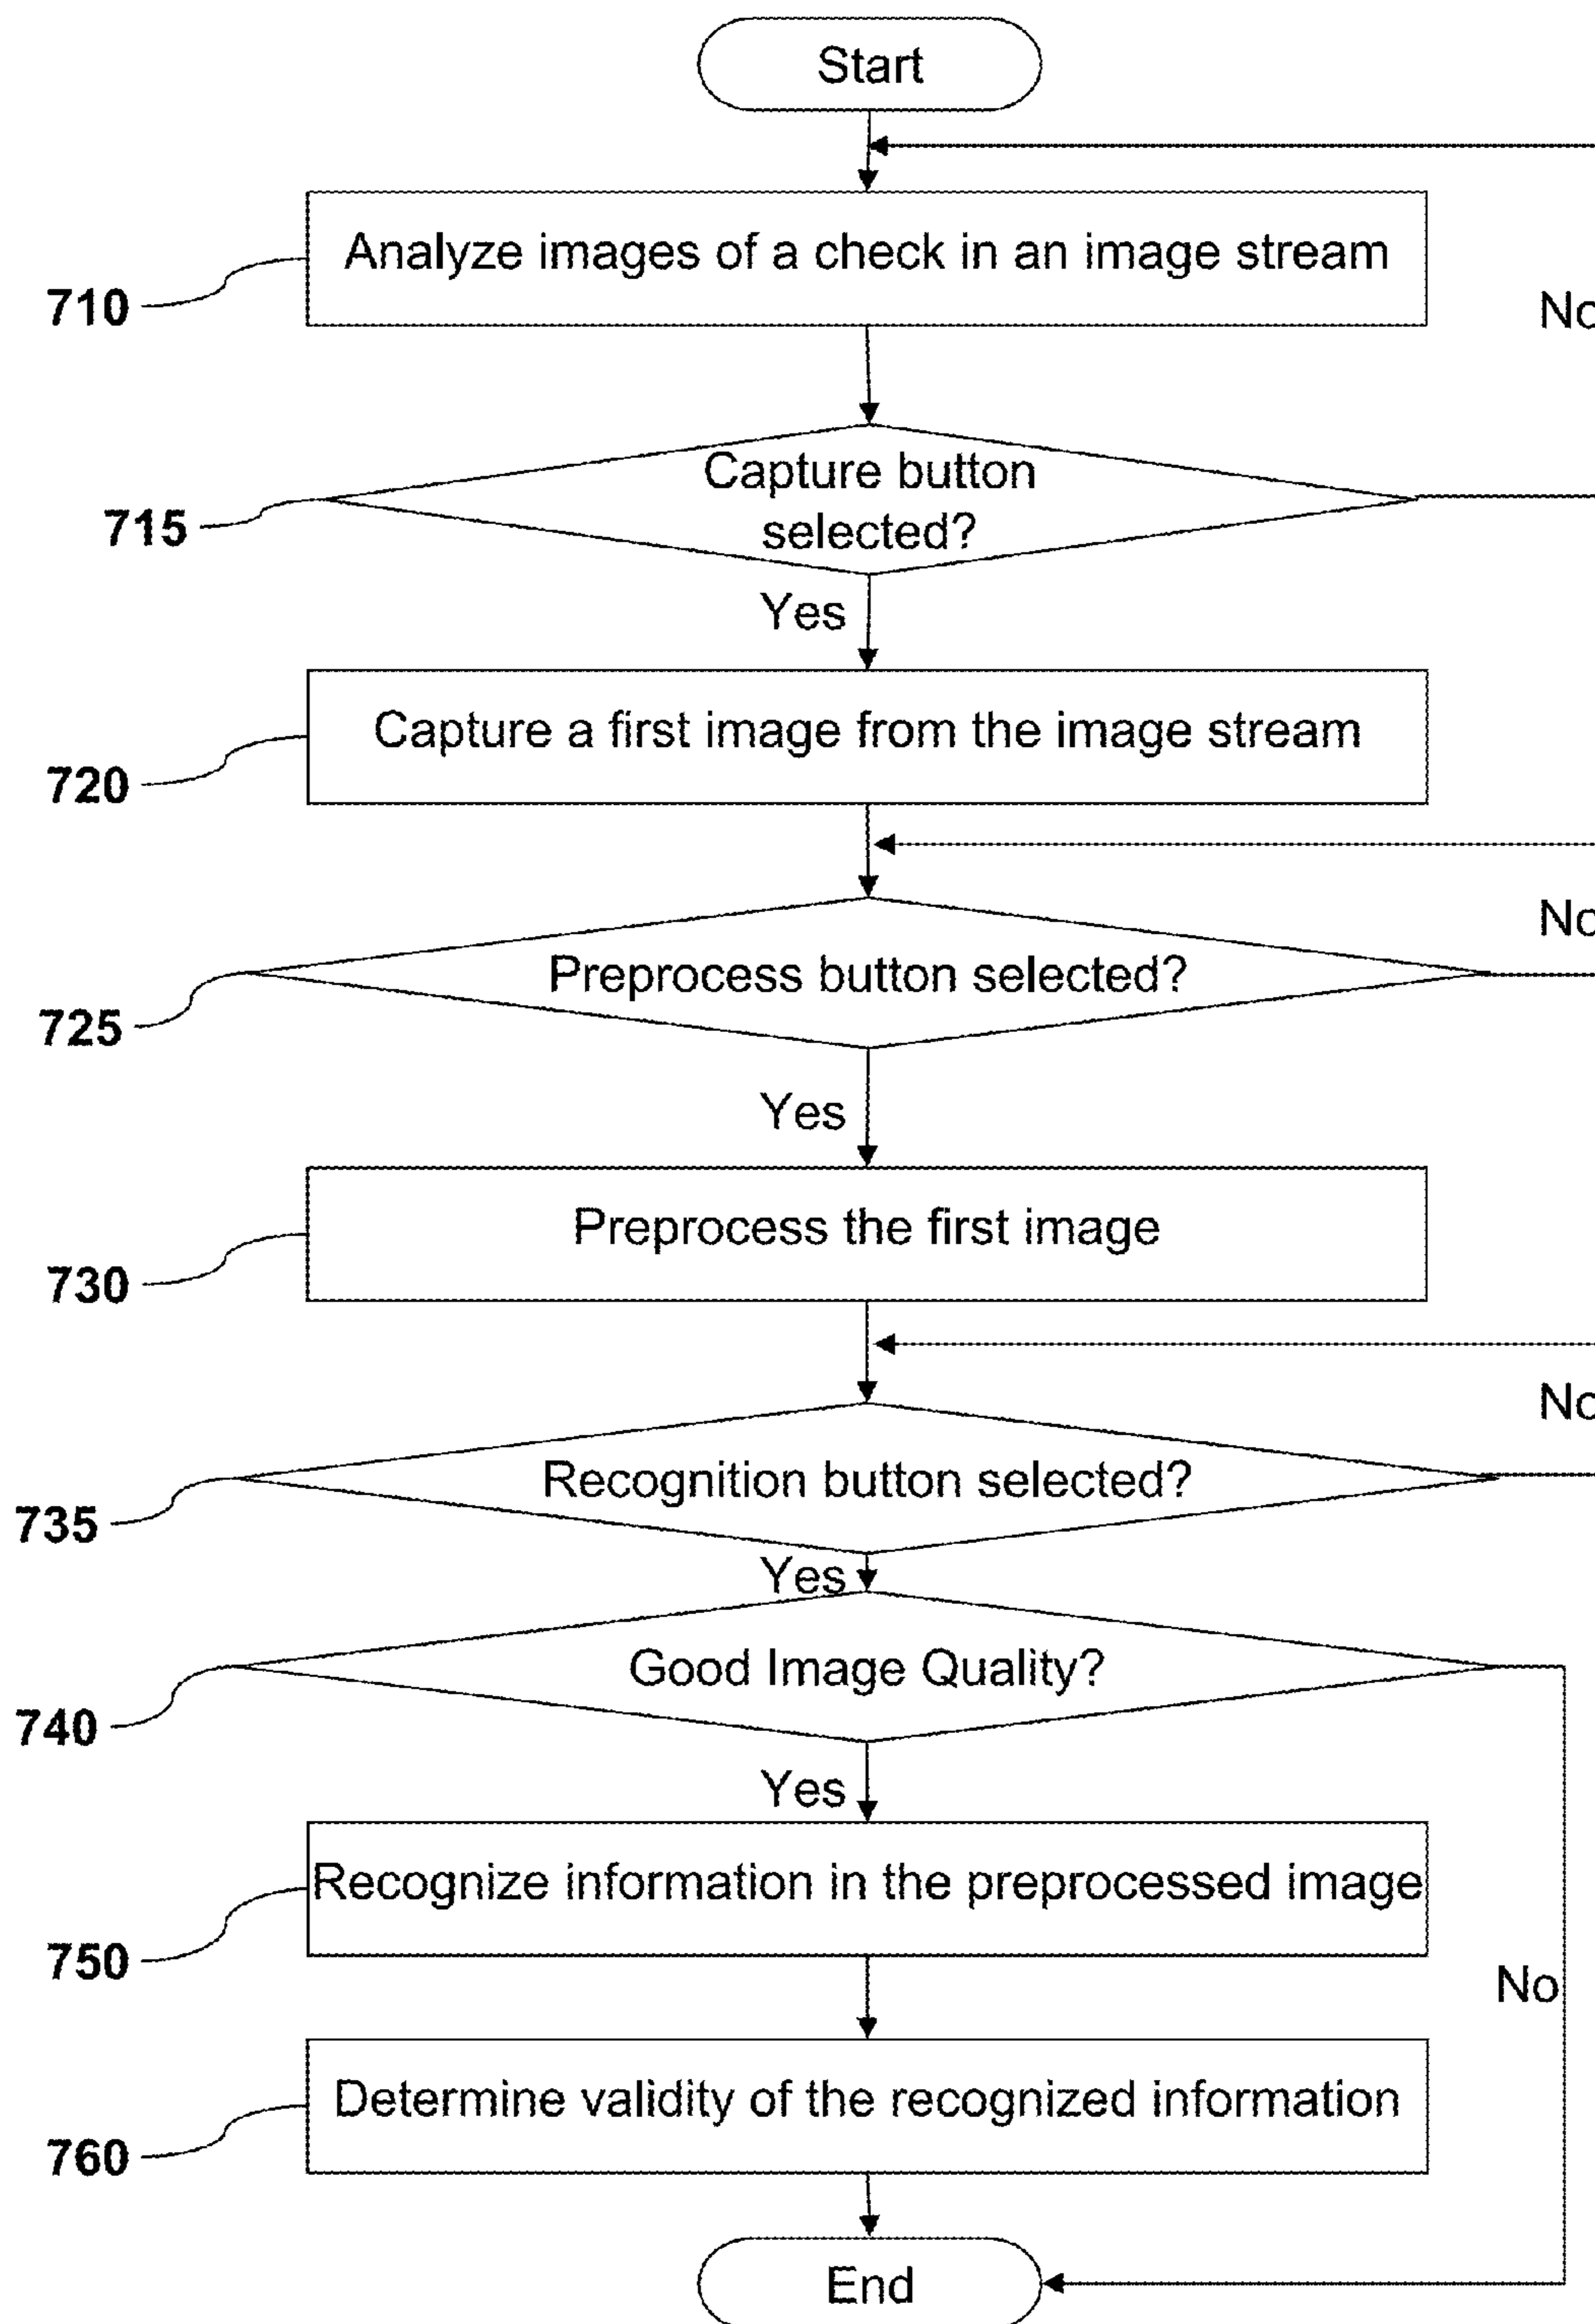 Start
Analyze images of a check in an image stream
710
No
Capture button
selected?
715
Yes
Capture a first image from the image stream
720
No
Preprocess button selected?
725
Yes
Preprocess the first image
730
No
Recognition button selected?
735
Yes
Good Image Quality?
740
Yes
Recognize information in the preprocessed image
750
No
Determine validity of the recognized information
760
End